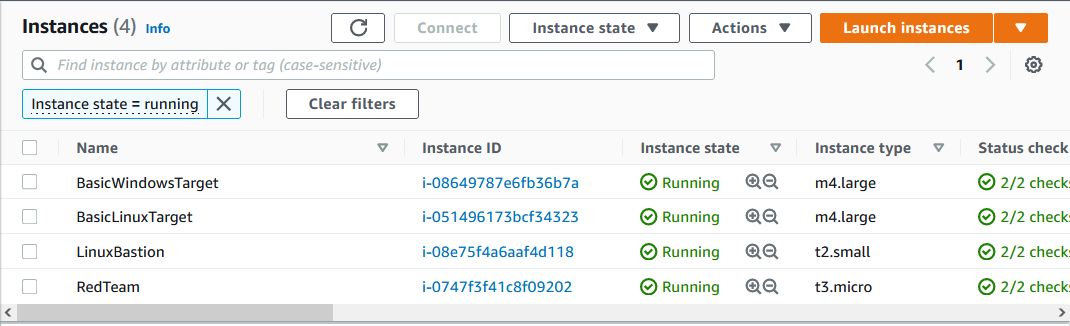 Instances (4) Info Connect Instance state Actions Launch instances
Find instance by attribute or tag (case-sensitive) 1
Instance state = running Clear filters
Name Instance ID Instance state Instance type Status check
BasicWindowsTarget i-08649787e6fb36b7a Running m4.large 2/2 checks
BasicLinuxTarget i-051496173bcf34323 Running m4.large 2/2 checks
LinuxBastion i-08e75f4a6aaf4d118 Running t2.small 2/2 checks
RedTeam i-0747f3f41c8f09202 Running t3.micro 2/2 checks